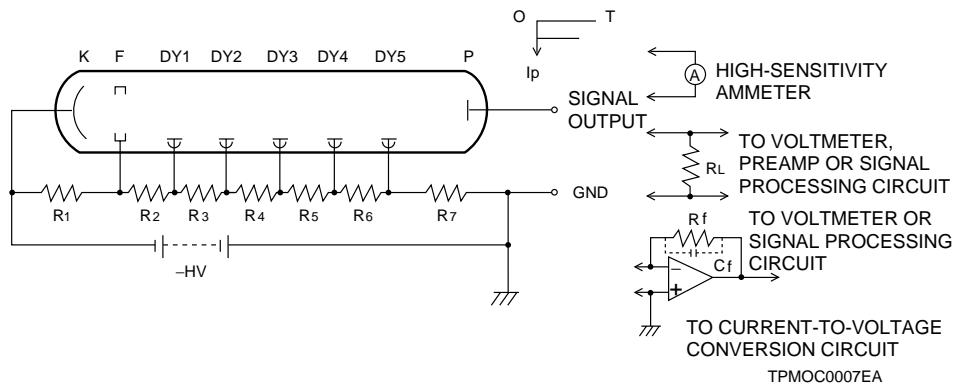 O T
Ip
K F DY1 DY2 DY3 DY4 DY5 P
SIGNAL
OUTPUT
GND
R1 R2 R3 R4 R5 R6 R7
–HV
A
HIGH-SENSITIVITY
AMMETER
RL
TO VOLTMETER,
PREAMP OR SIGNAL
PROCESSING CIRCUIT
Rf
Cf
– +
TO VOLTMETER OR
SIGNAL PROCESSING
CIRCUIT
TO CURRENT-TO-VOLTAGE
CONVERSION CIRCUIT
TPMOC0007EA